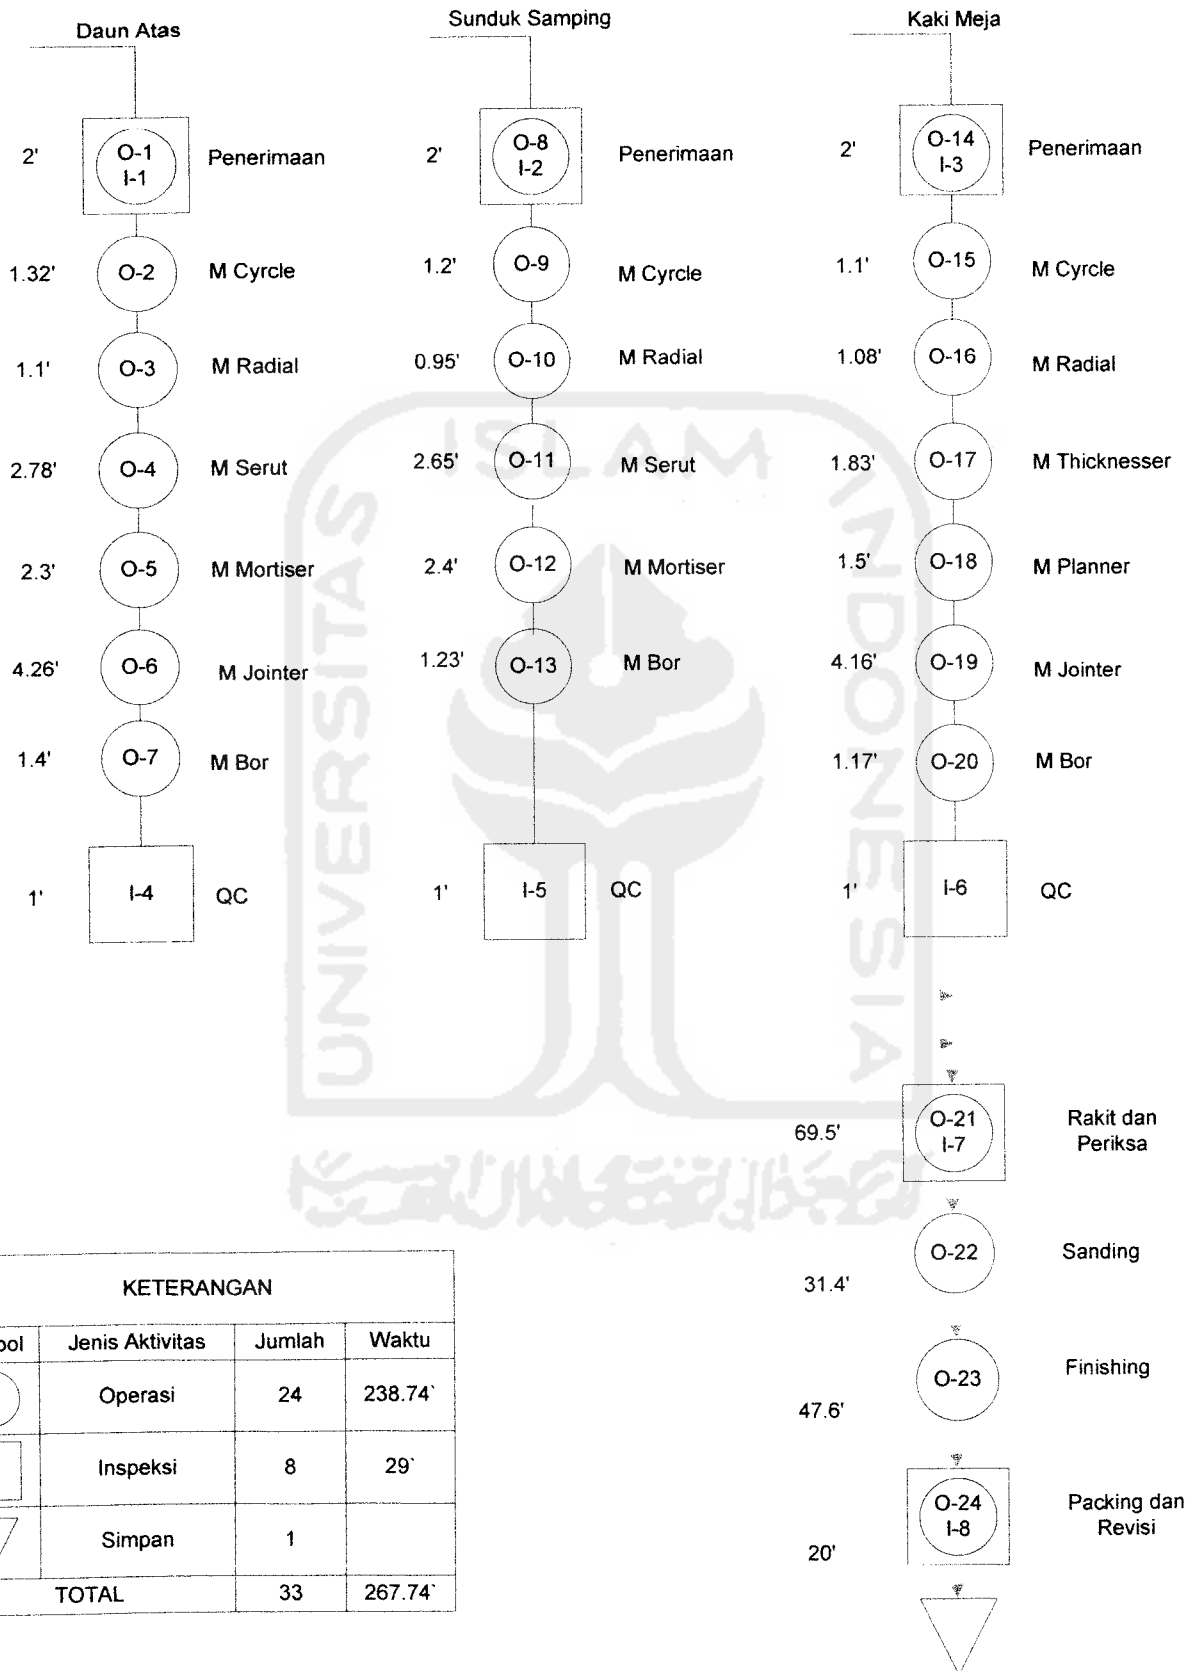 Daun Atas
2'
O-1
I-1
Penerimaan
1.32'
O-2
M Cyrcle
1.1'
O-3
M Radial
2.78'
O-4
M Serut
2.3'
O-5
M Mortiser
4.26'
O-6
M Jointer
1.4'
O-7
M Bor
1'
I-4
QC
Sunduk Samping
2'
O-8
I-2
Penerimaan
1.2'
O-9
M Cyrcle
0.95'
O-10
M Radial
2.65'
O-11
M Serut
2.4'
O-12
M Mortiser
1.23'
O-13
M Bor
1'
I-5
QC
Kaki Meja
2'
O-14
I-3
Penerimaan
1.1'
O-15
M Cyrcle
1.08'
O-16
M Radial
1.83'
O-17
M Thicknesser
1.5'
O-18
M Planner
4.16'
O-19
M Jointer
1.17'
O-20
M Bor
1'
I-6
QC
69.5'
O-21
I-7
Rakit dan
Periksa
31.4'
O-22
Sanding
47.6'
O-23
Finishing
20'
O-24
I-8
Packing dan
Revisi
KETERANGAN
bol Jenis Aktivitas Jumlah Waktu
Operasi 24 238.74`
Inspeksi 8 29`
Simpan 1
TOTAL 33 267.74`
UNIVERSITAS
ISLAM
INDONESIA